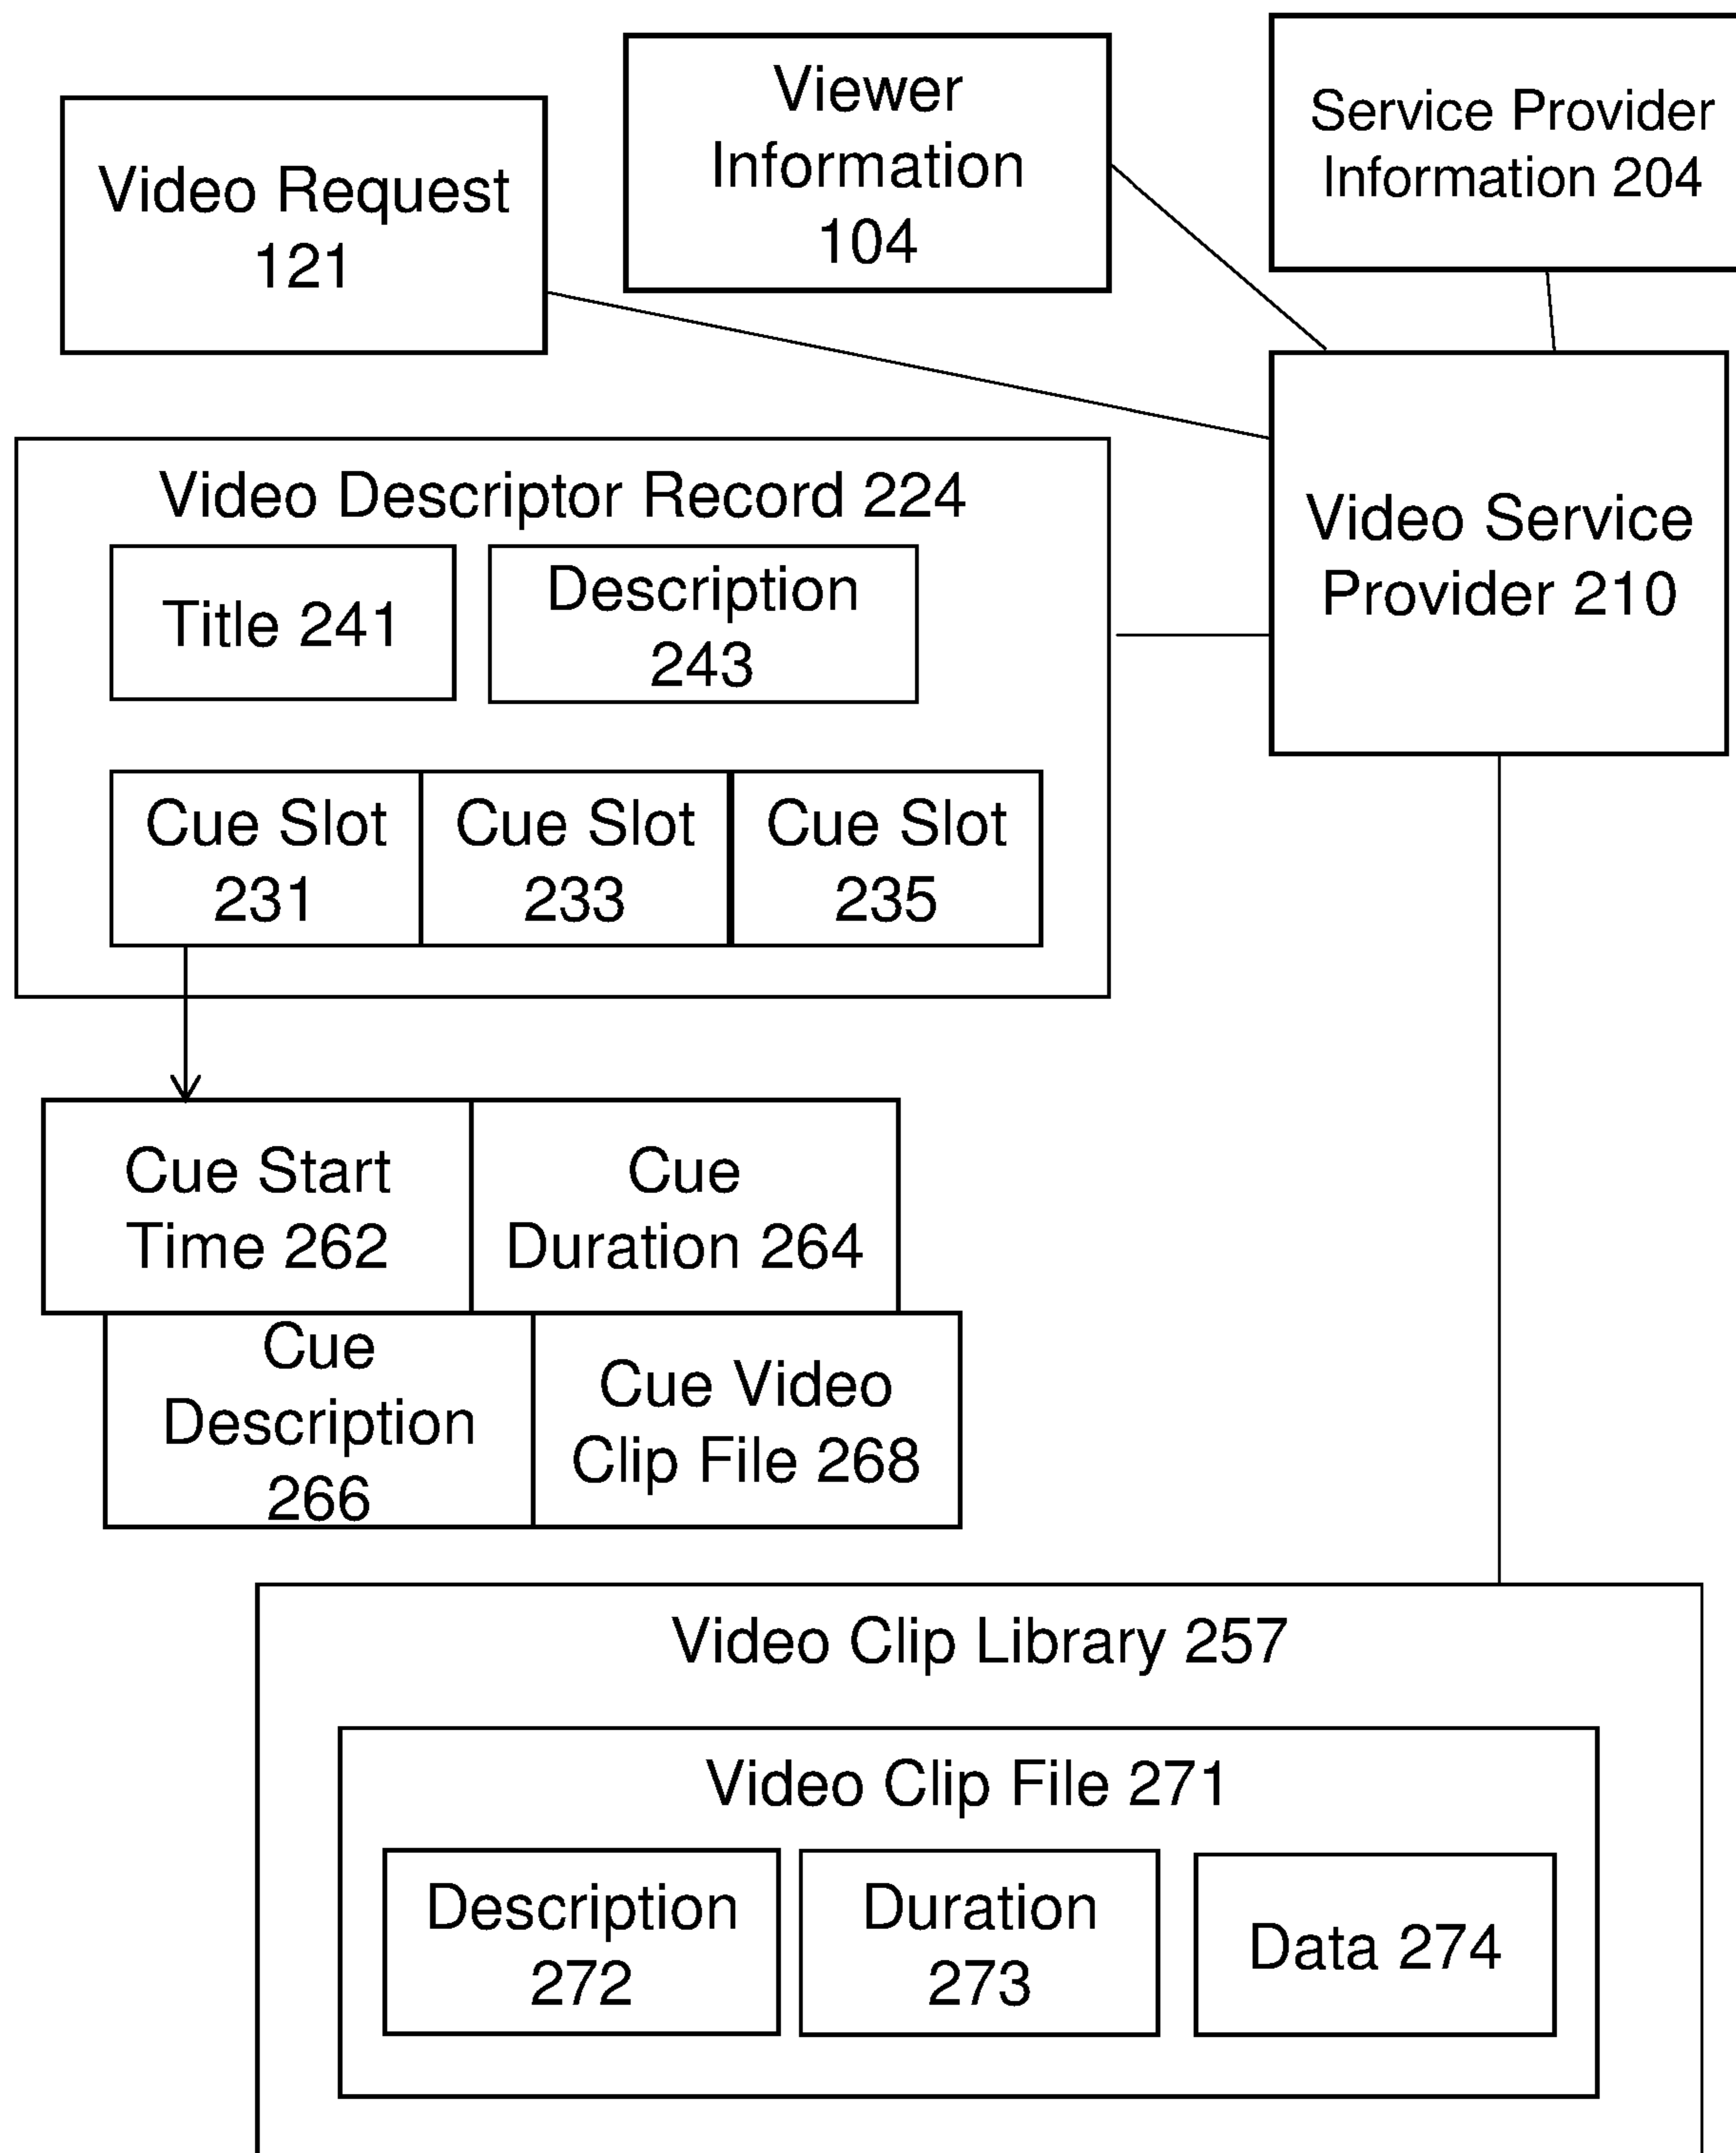 Viewer
Information
104
Service Provider
Information 204
Video Request
121
Video Descriptor Record 224
Title 241
Description
243
Video Service
Provider 210
Cue Slot
231
Cue Slot
233
Cue Slot
235
Cue Start
Time 262
Cue
Duration 264
Cue
Description
266
Cue Video
Clip File 268
Video Clip Library 257
Video Clip File 271
Description
272
Duration
273
Data 274